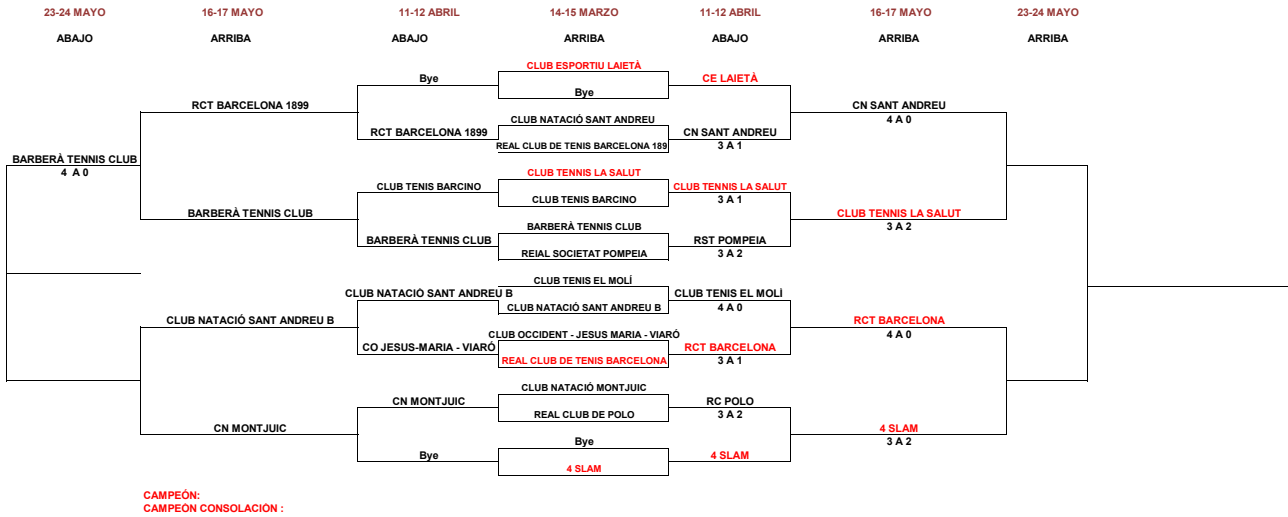 23-24 MAYO 16-17 MAYO 11-12 ABRIL 14-15 MARZO 11-12 ABRIL 16-17 MAYO 23-24 MAYO
ABAJO ARRIBA ABAJO ARRIBA ABAJO ARRIBA ARRIBA
CLUB ESPORTIU LAIETÀ
Bye CE LAIETÀ
Bye
RCT BARCELONA 1899 CN SANT ANDREU
CLUB NATACIÓ SANT ANDREU 4 A 0
RCT BARCELONA 1899 CN SANT ANDREU
REAL CLUB DE TENIS BARCELONA 189 3 A 1
BARBERÀ TENNIS CLUB
4 A 0 CLUB TENNIS LA SALUT
CLUB TENIS BARCINO CLUB TENNIS LA SALUT
CLUB TENIS BARCINO 3 A 1
BARBERÀ TENNIS CLUB CLUB TENNIS LA SALUT
BARBERÀ TENNIS CLUB 3 A 2
BARBERÀ TENNIS CLUB RST POMPEIA
REIAL SOCIETAT POMPEIA 3 A 2
CLUB TENIS EL MOLÍ
CLUB NATACIÓ SANT ANDREU B CLUB TENIS EL MOLÍ
CLUB NATACIÓ SANT ANDREU B 4 A 0
CLUB NATACIÓ SANT ANDREU B RCT BARCELONA
CLUB OCCIDENT - JESUS MARIA - VIARÓ 4 A 0
CO JESUS-MARIA - VIARÓ RCT BARCELONA
REAL CLUB DE TENIS BARCELONA 3 A 1
CLUB NATACIÓ MONTJUIC
CN MONTJUIC RC POLO
REAL CLUB DE POLO 3 A 2
CN MONTJUIC 4 SLAM
Bye 3 A 2
Bye 4 SLAM
4 SLAM
CAMPEÓN:
CAMPEÓN CONSOLACIÓN :